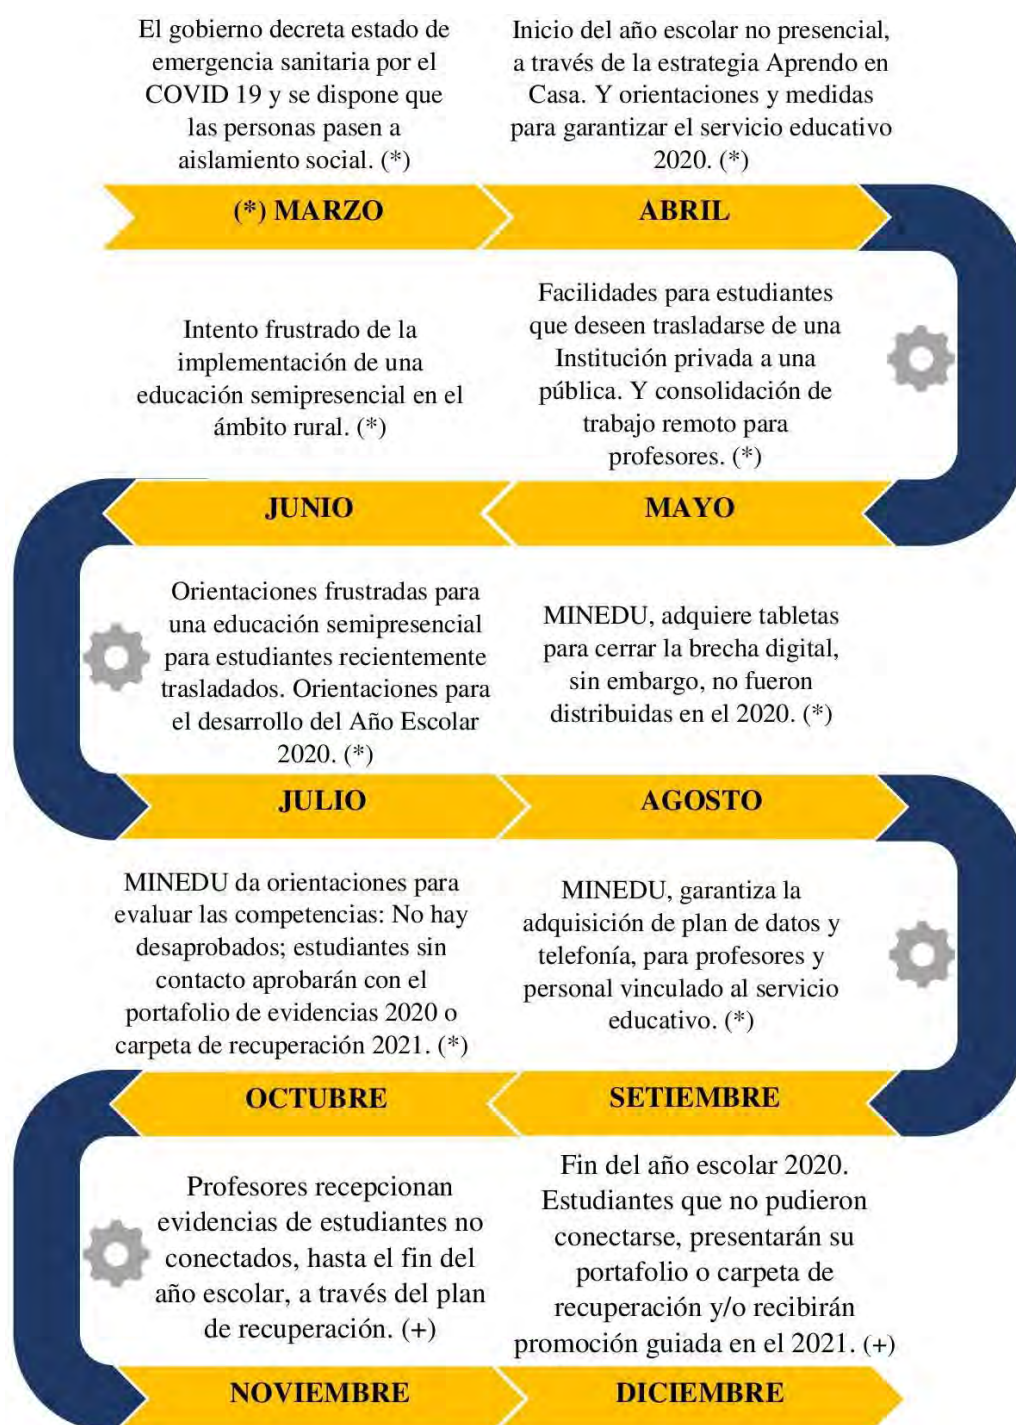 El gobierno decreta estado de
emergencia sanitaria por el
COVID 19 y se dispone que
las personas pasen a
aislamiento social. (*)
(*) MARZO
Inicio del año escolar no presencial,
a través de la estrategia Aprendo en
Casa. Y orientaciones y medidas
para garantizar el servicio educativo
2020. (*)
ABRIL
Facilidades para estudiantes
que deseen trasladarse de una
Institución privada a una
pública. Y consolidación de
trabajo remoto para
profesores. (*)
MAYO
Intento frustrado de la
implementación de una
educación semipresencial en el
ámbito rural. (*)
JUNIO
Orientaciones frustradas para
una educación semipresencial
para estudiantes recientemente
trasladados. Orientaciones para
el desarrollo del Año Escolar
2020. (*)
JULIO
MINEDU, adquiere tabletas
para cerrar la brecha digital,
sin embargo, no fueron
distribuidas en el 2020. (*)
AGOSTO
MINEDU, garantiza la
adquisición de plan de datos y
telefonía, para profesores y
personal vinculado al servicio
educativo. (*)
SETIEMBRE
MINEDU da orientaciones para
evaluar las competencias: No hay
desaprobados; estudiantes sin
contacto aprobarán con el
portafolio de evidencias 2020 o
carpeta de recuperación 2021. (*)
OCTUBRE
Profesores recepcionan
evidencias de estudiantes no
conectados, hasta el fin del
año escolar, a través del plan
de recuperación. (+)
NOVIEMBRE
Fin del año escolar 2020.
Estudiantes que no pudieron
conectarse, presentarán su
portafolio o carpeta de
recuperación y/o recibirán
promoción guiada en el 2021. (+)
DICIEMBRE